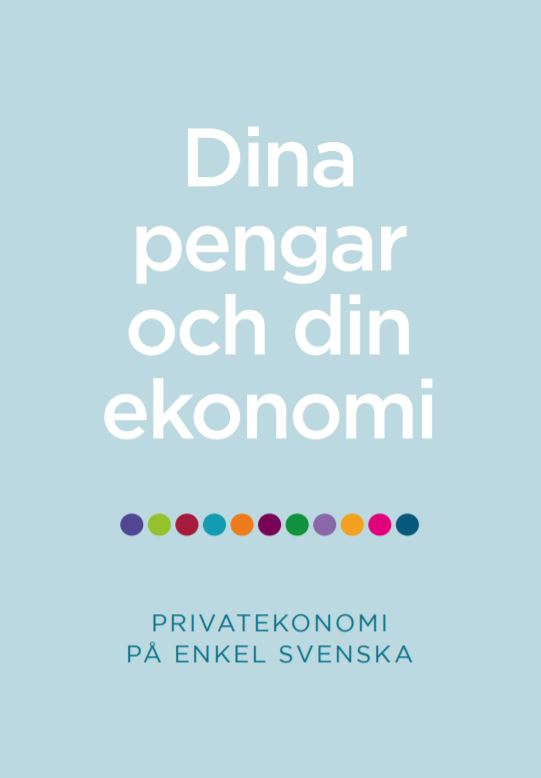 Dina
pengar
och din
ekonomi
PRIVATEKONOMI
PÅ ENKEL SVENSKA